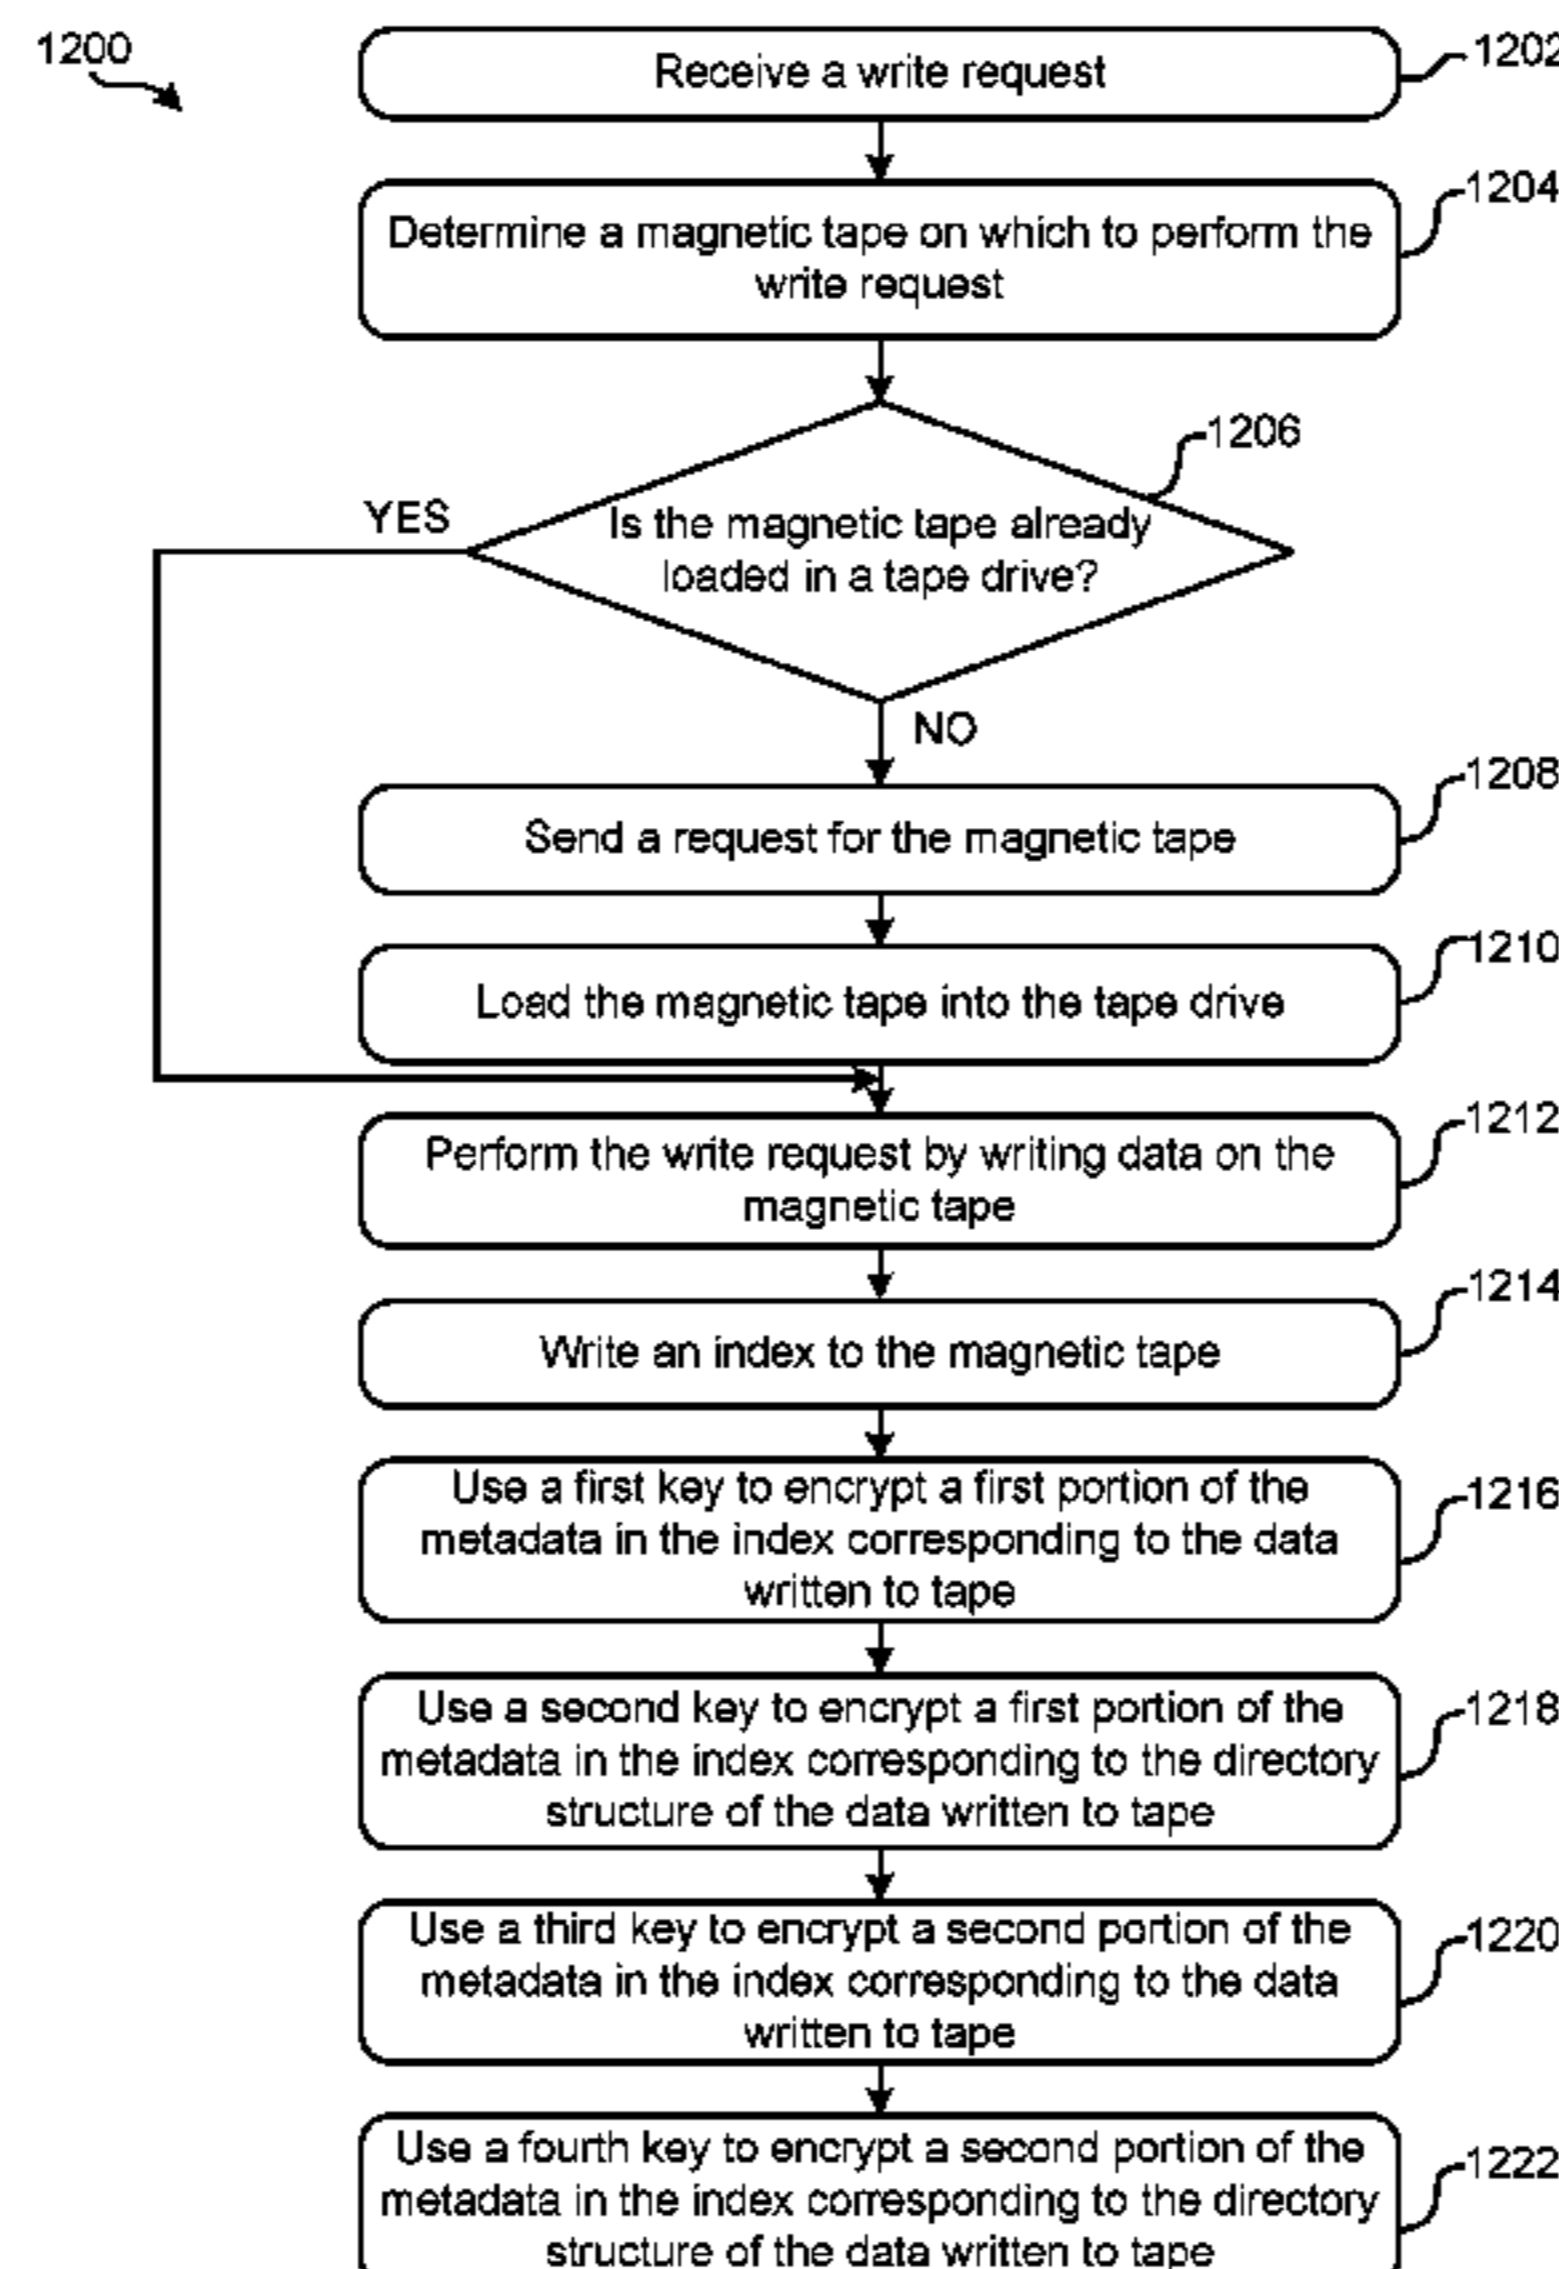 1200
Receive a write request
1202
Determine a magnetic tape on which to perform the
write request
1204
1206
Is the magnetic tape already
loaded in a tape drive?
YES
NO
Send a request for the magnetic tape
1208
Load the magnetic tape into the tape drive
1210
Perform the write request by writing data on the
magnetic tape
1212
Write an index to the magnetic tape
1214
Use a first key to encrypt a first portion of the
metadata in the index corresponding to the data
written to tape
1216
Use a second key to encrypt a first portion of the
metadata in the index corresponding to the directory
structure of the data written to tape
1218
Use a third key to encrypt a second portion of the
metadata in the index corresponding to the data
written to tape
1220
Use a fourth key to encrypt a second portion of the
metadata in the index corresponding to the directory
structure of the data written to tape
1222